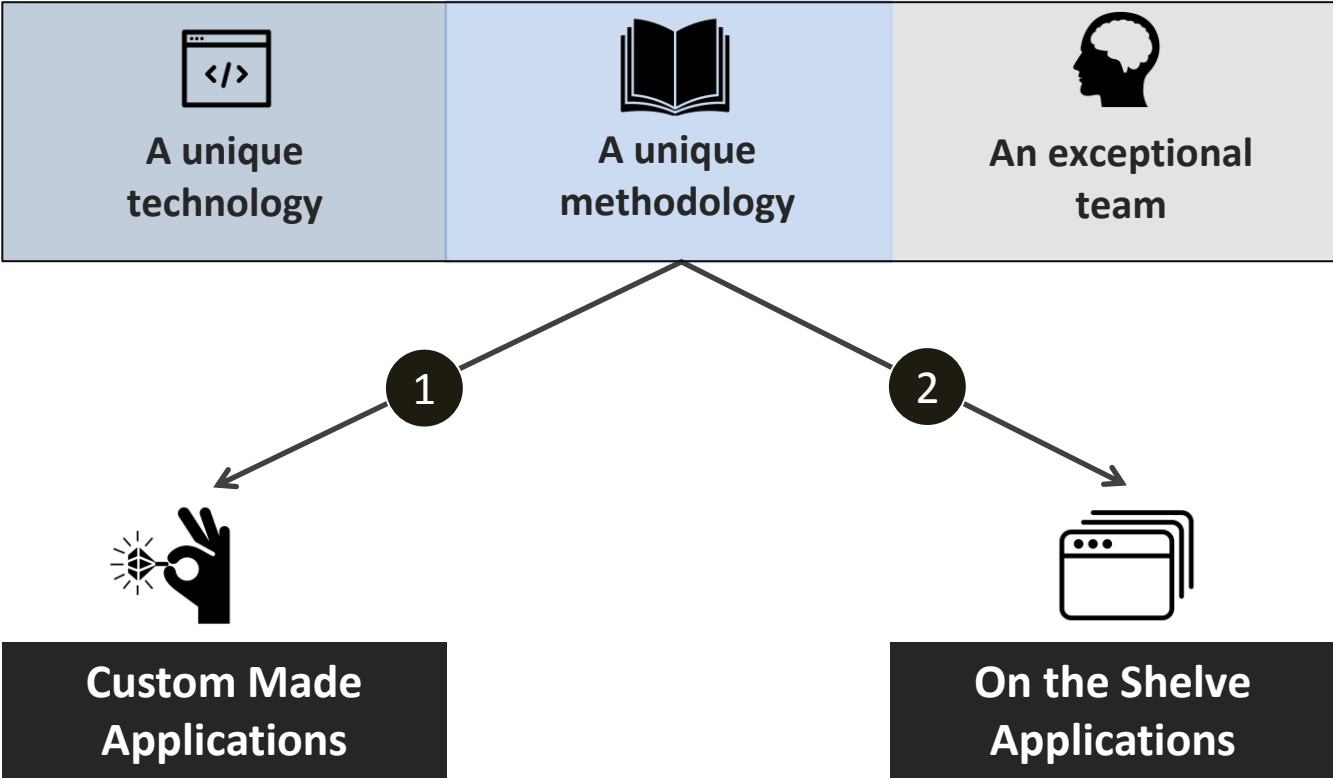 </>
A unique
technology
A unique
methodology
An exceptional
team
1
2
Custom Made
Applications
On the Shelve
Applications